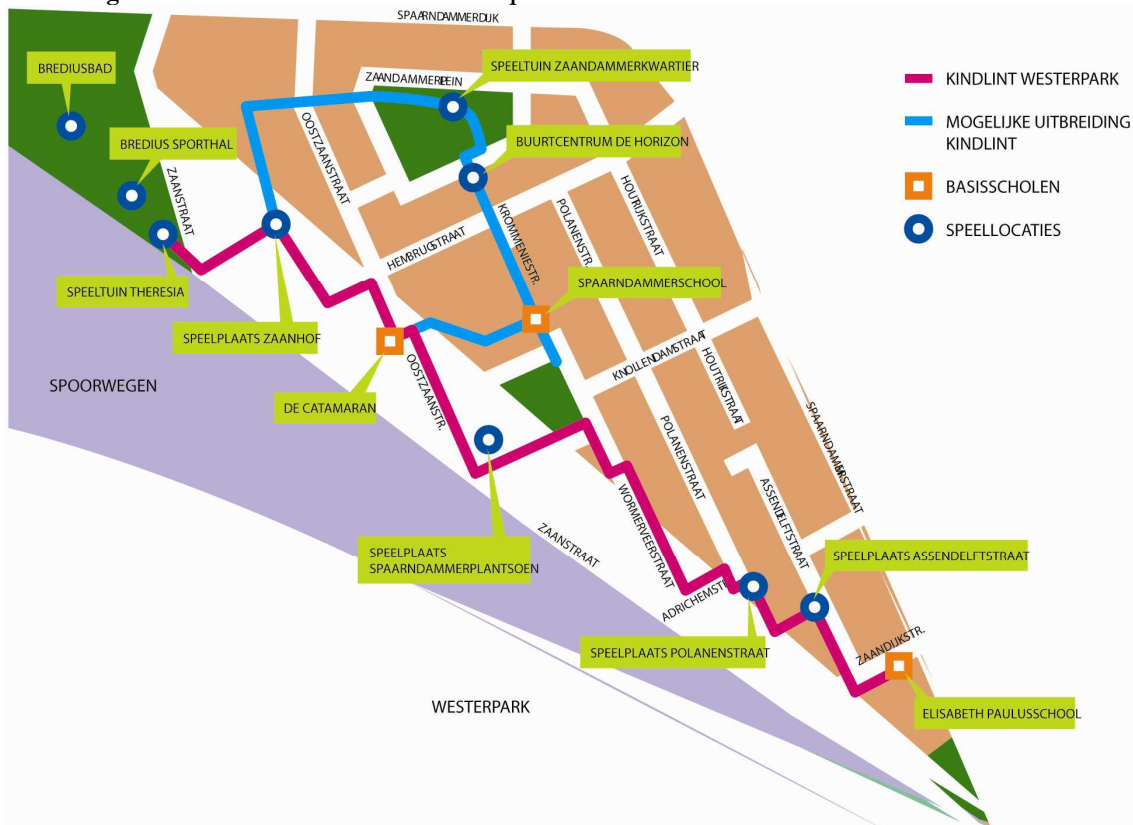 SPAARNDAMMERDIJK
BREDIUSBAD
ZAANDAMMERPLEIN
SPEELTUIN ZAANDAMMERKWARTIER
KINDLINT WESTERPARK
MOGELIJKE UITBREIDING
KINDLINT
BREDIUS SPORTHAL
BUURTCENTRUM DE HORIZON
ZAANSTRAAT
OOSTZAANSTRAAT
HOUTRIJKSTRAAT
BASISSCHOLEN
POLANENSTR.
KROMMENIESTR.
SPEELLOCATIES
HEMBRUGSTRAAT
SPEELTUIN THERESIA
SPAARNDAMMERSCHOOL
SPEELPLAATS ZAANHOF
KNOLLENDAMSTRAAT
HOUTRIJKSTRAAT
SPOORWEGEN
OOSTZAANSTR.
DE CATAMARAN
SPAARNDAMMERSTRAAT
POLANENSTRAAT
ASSENDELFTSTRAAT
WORMERVEERSTRAAT
ZAANSTRAAT
SPEELPLAATS
SPAARNDAMMERPLANTSOEN
SPEELPLAATS ASSENDELFTSTRAAT
ADRICHEMSTR.
ZAANDIJKSTR.
SPEELPLAATS POLANENSTRAAT
WESTERPARK
ELISABETH PAULUSSCHOOL